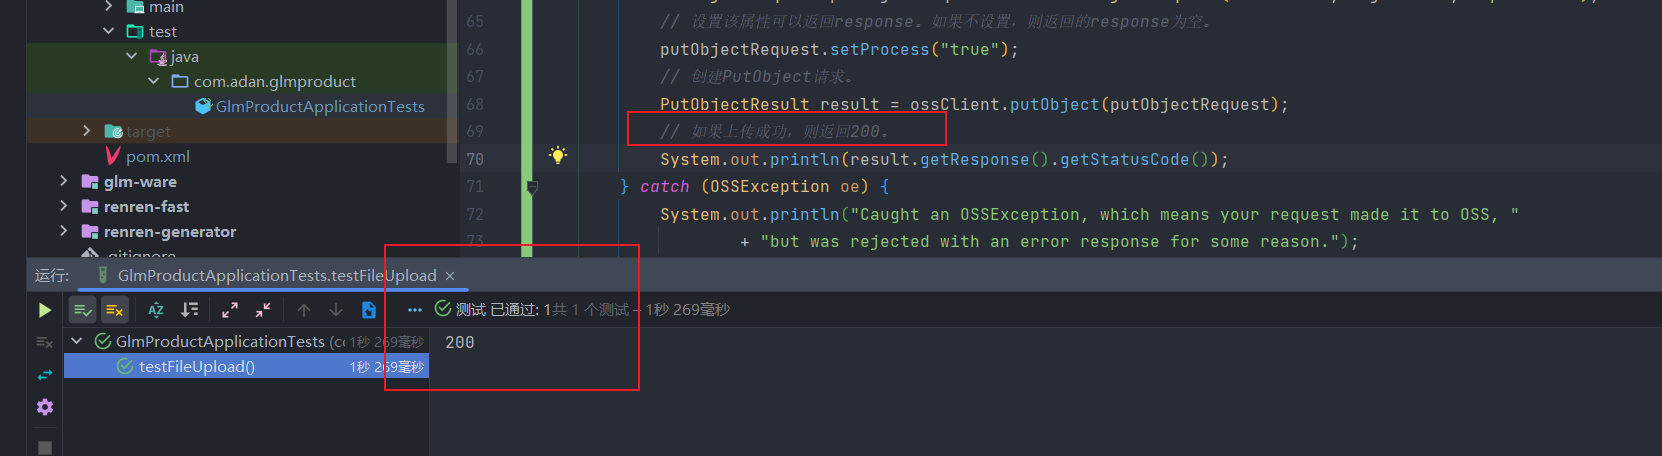 main
test
java
com.adan.glmproduct
GlmProductApplicationTests
target
pom.xml
glm-ware
renren-fast
renren-generator
.gitignore
65 // 设置该属性可以返回response。如果不设置，则返回的response为空。
66 putObjectRequest.setProcess("true");
67 // 创建PutObject请求。
68 PutObjectResult result = ossClient.putObject(putObjectRequest);
69 // 如果上传成功，则返回200。
70 System.out.println(result.getResponse().getStatusCode());
71 } catch (OSSException oe) {
72 System.out.println("Caught an OSSException, which means your request made it to OSS, "
73 + "but was rejected with an error response for some reason.");
运行: GlmProductApplicationTests.testFileUpload ×
测试 已通过: 1共 1 个测试 – 1秒 269毫秒
GlmProductApplicationTests (co 1秒 269毫秒
testFileUpload() 1秒 269毫秒
200